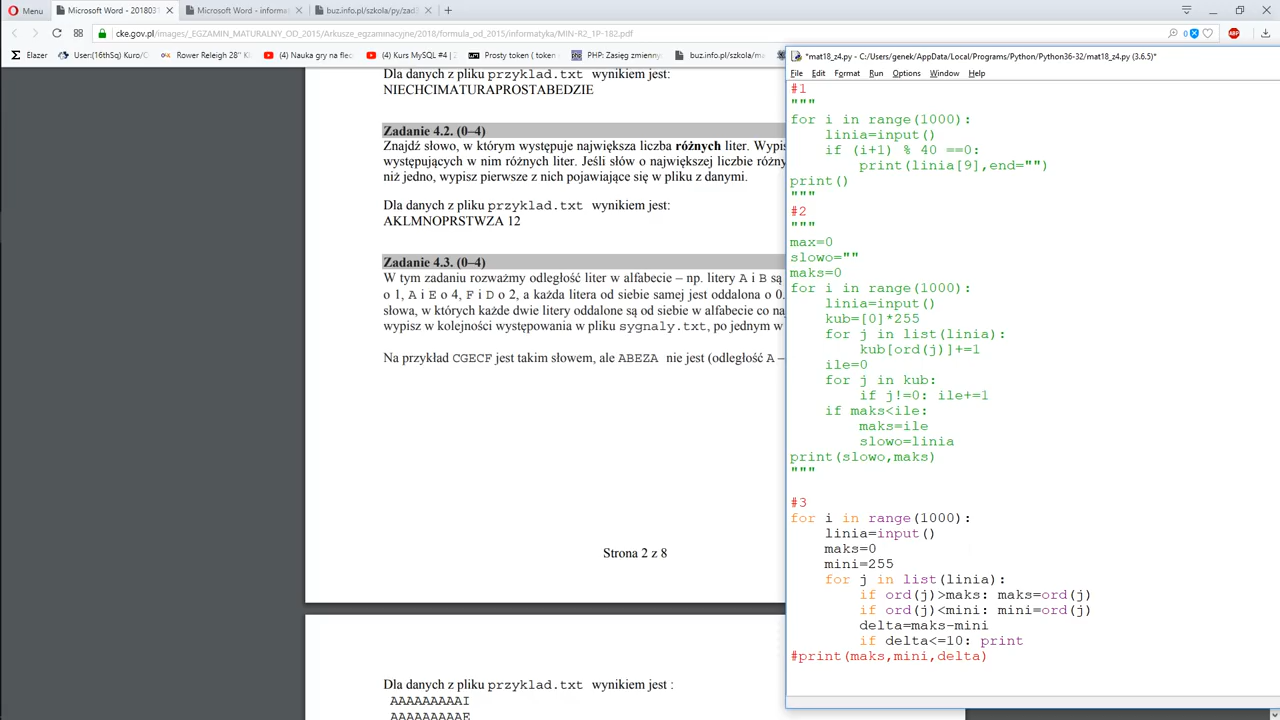 Menu
Microsoft Word - 2018031
Microsoft Word - informa
buz.info.pl/szkola/py/zad
cke.gov.pl/images/_EGZAMIN_MATURALNY_OD_2015/Arkusze_egzaminacyjne/2018/formula_od_2015/informatyka/MIN-R2_1P-182.pdf
Elazer
User:(16thSq) Kuro/C
Rower Releigh 28" K
(4) Nauka gry na flec
(4) Kurs MySQL #4 |
Prosty token ( token
PHP: Zasięg zmienny
buz.info.pl/szkola/ma
Dla danych z pliku przyklad.txt wynikiem jest:
NIECHCIMATURAPROSTABEDZIE
Zadanie 4.2. (0–4)
Znajdź słowo, w którym występuje największa liczba różnych liter. Wypis
występujących w nim różnych liter. Jeśli słów o największej liczbie różny
niż jedno, wypisz pierwsze z nich pojawiające się w pliku z danymi.
Dla danych z pliku przyklad.txt wynikiem jest:
AKLMNOPRSTWZA 12
Zadanie 4.3. (0–4)
W tym zadaniu rozważmy odległość liter w alfabecie – np. litery A i B są
o 1, A i E o 4, F i D o 2, a każda litera od siebie samej jest oddalona o 0.
słowa, w których każde dwie litery oddalone są od siebie w alfabecie co na
wypisz w kolejności występowania w pliku sygnaly.txt, po jednym w
Na przykład CGECF jest takim słowem, ale ABEZA nie jest (odległość A –
Strona 2 z 8
Dla danych z pliku przyklad.txt wynikiem jest :
AAAAAAAAAI
AAAAAAAAAE
*mat18_z4.py - C:/Users/genek/AppData/Local/Programs/Python/Python36-32/mat18_z4.py (3.6.5)*
File Edit Format Run Options Window Help
#1
"""
for i in range(1000):
    linia=input()
    if (i+1) % 40 ==0:
        print(linia[9],end="")
print()
"""
#2
"""
max=0
slowo=""
maks=0
for i in range(1000):
    linia=input()
    kub=[0]*255
    for j in list(linia):
        kub[ord(j)]+=1
    ile=0
    for j in kub:
        if j!=0: ile+=1
    if maks<ile:
        maks=ile
        slowo=linia
print(slowo,maks)
"""
#3
for i in range(1000):
    linia=input()
    maks=0
    mini=255
    for j in list(linia):
        if ord(j)>maks: maks=ord(j)
        if ord(j)<mini: mini=ord(j)
        delta=maks-mini
        if delta<=10: print
#print(maks,mini,delta)